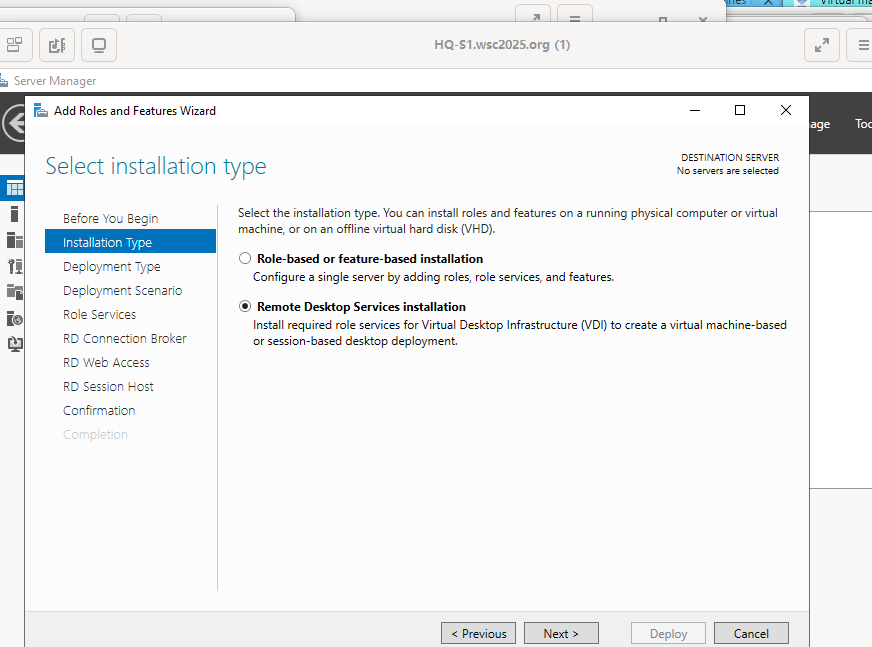 HQ-S1.wsc2025.org (1)
Server Manager
Add Roles and Features Wizard
Select installation type
DESTINATION SERVER
No servers are selected
Before You Begin
Installation Type
Deployment Type
Deployment Scenario
Role Services
RD Connection Broker
RD Web Access
RD Session Host
Confirmation
Completion
Select the installation type. You can install roles and features on a running physical computer or virtual
machine, or on an offline virtual hard disk (VHD).
Role-based or feature-based installation
Configure a single server by adding roles, role services, and features.
Remote Desktop Services installation
Install required role services for Virtual Desktop Infrastructure (VDI) to create a virtual machine-based
or session-based desktop deployment.
< Previous
Next >
Deploy
Cancel